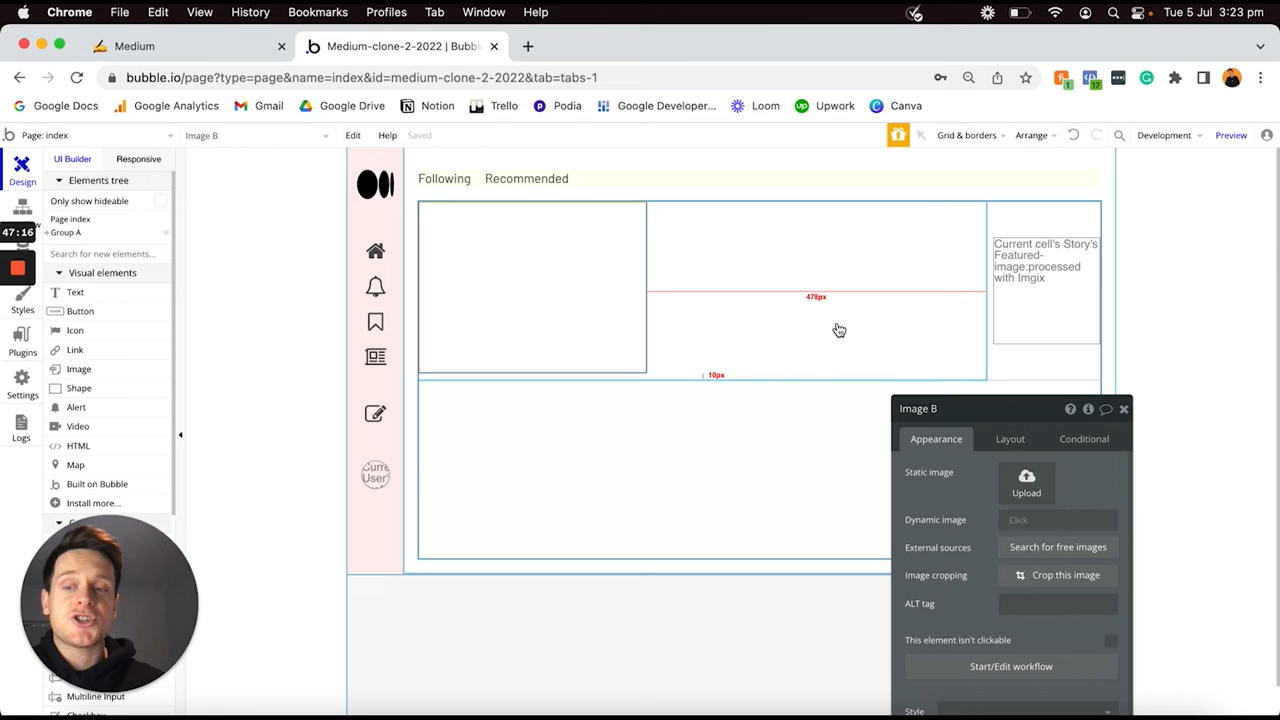 Chrome File Edit View History Bookmarks Profiles Tab Window Help Tue 5 Jul 3:23 pm
Medium
Medium-clone-2-2022 | Bubbl
bubble.io/page?type=page&name=index&id=medium-clone-2-2022&tab=tabs-1
1 17
Google Docs Google Analytics Gmail Google Drive Notion Trello Podia Google Developer... Loom Upwork Canva
Page: index Image B Edit Help Saved Grid & borders Arrange Development Preview
Design
UI Builder Responsive
Elements tree
Only show hideable
Page index
Group A
47:16
Search for new elements...
Visual elements
Text
Button
Icon
Link
Image
Shape
Alert
Video
HTML
Map
Built on Bubble
Install more...
Multiline Input
Styles
Plugins
Settings
Logs
Following Recommended
478px
10px
Current cell's Story's
Featured-
image:processed
with Imgix
Curre
User'
Image B
Appearance Layout Conditional
Static image Upload
Dynamic image Click
External sources Search for free images
Image cropping Crop this image
ALT tag
This element isn't clickable
Start/Edit workflow
Style